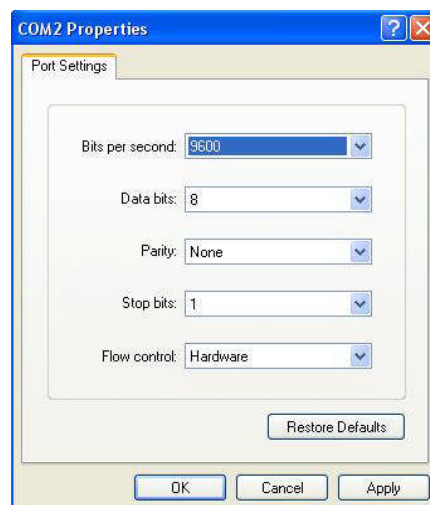 COM2 Properties
Port Settings
Bits per second: 9600
Data bits: 8
Parity: None
Stop bits: 1
Flow control: Hardware
Restore Defaults
OK Cancel Apply